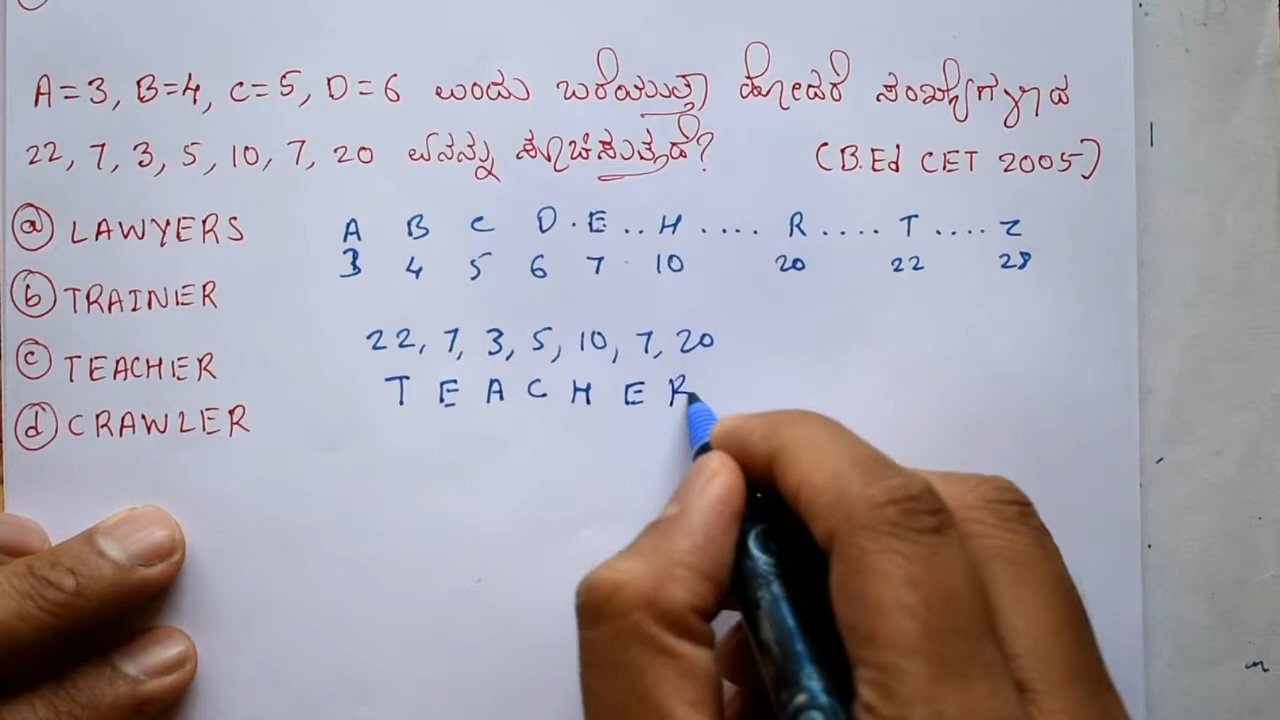 A=3, B=4, C=5, D=6 ಎಂದು ಬರೆಯುತ್ತಾ ಹೋದರೆ ಸಂಖ್ಯೆಗಳಾದ
22, 7, 3, 5, 10, 7, 20 ಏನನ್ನು ಸೂಚಿಸುತ್ತದೆ? (B.Ed CET 2005)
a LAWYERS
A B C D . E .. H .... R .... T .... Z
3 4 5 6 7 . 10 20 22 28
b TRAINER
22, 7, 3, 5, 10, 7, 20
c TEACHER
T E A C H E R
d CRAWLER